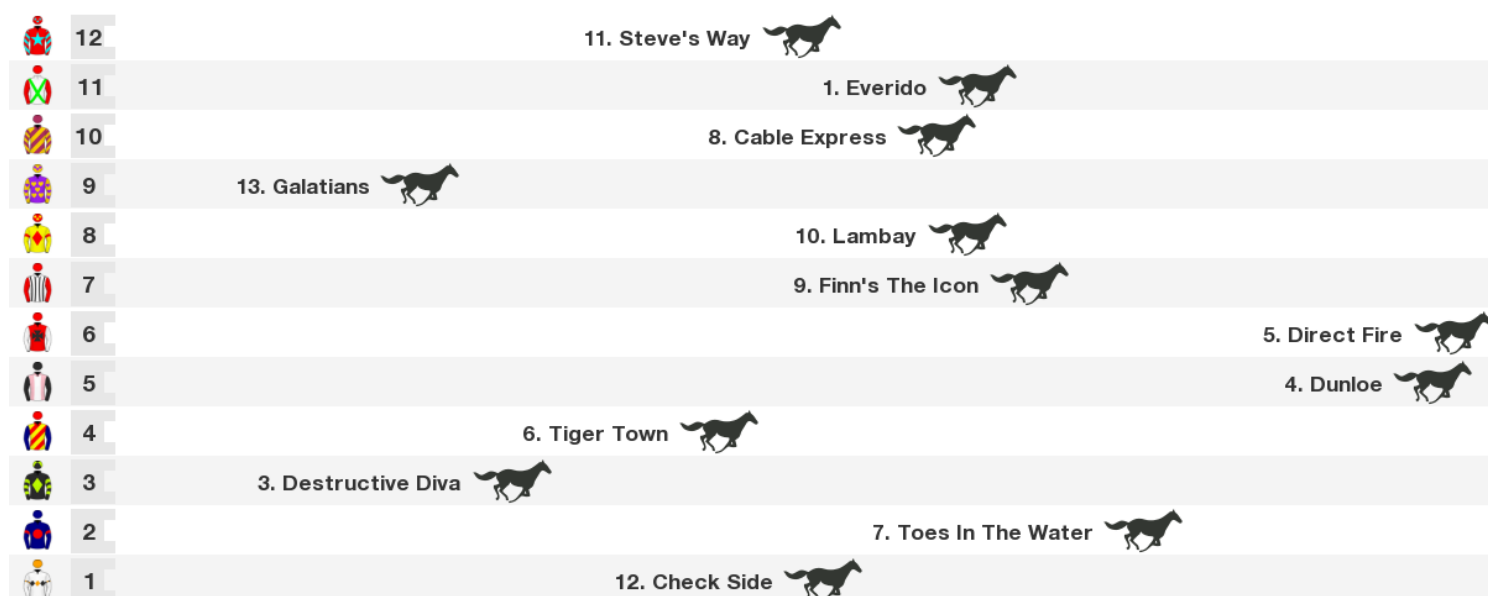 12 11. Steve's Way
11 1. Everido
10 8. Cable Express
9 13. Galatians
8 10. Lambay
7 9. Finn's The Icon
6 5. Direct Fire
5 4. Dunloe
4 6. Tiger Town
3 3. Destructive Diva
2 7. Toes In The Water
1 12. Check Side